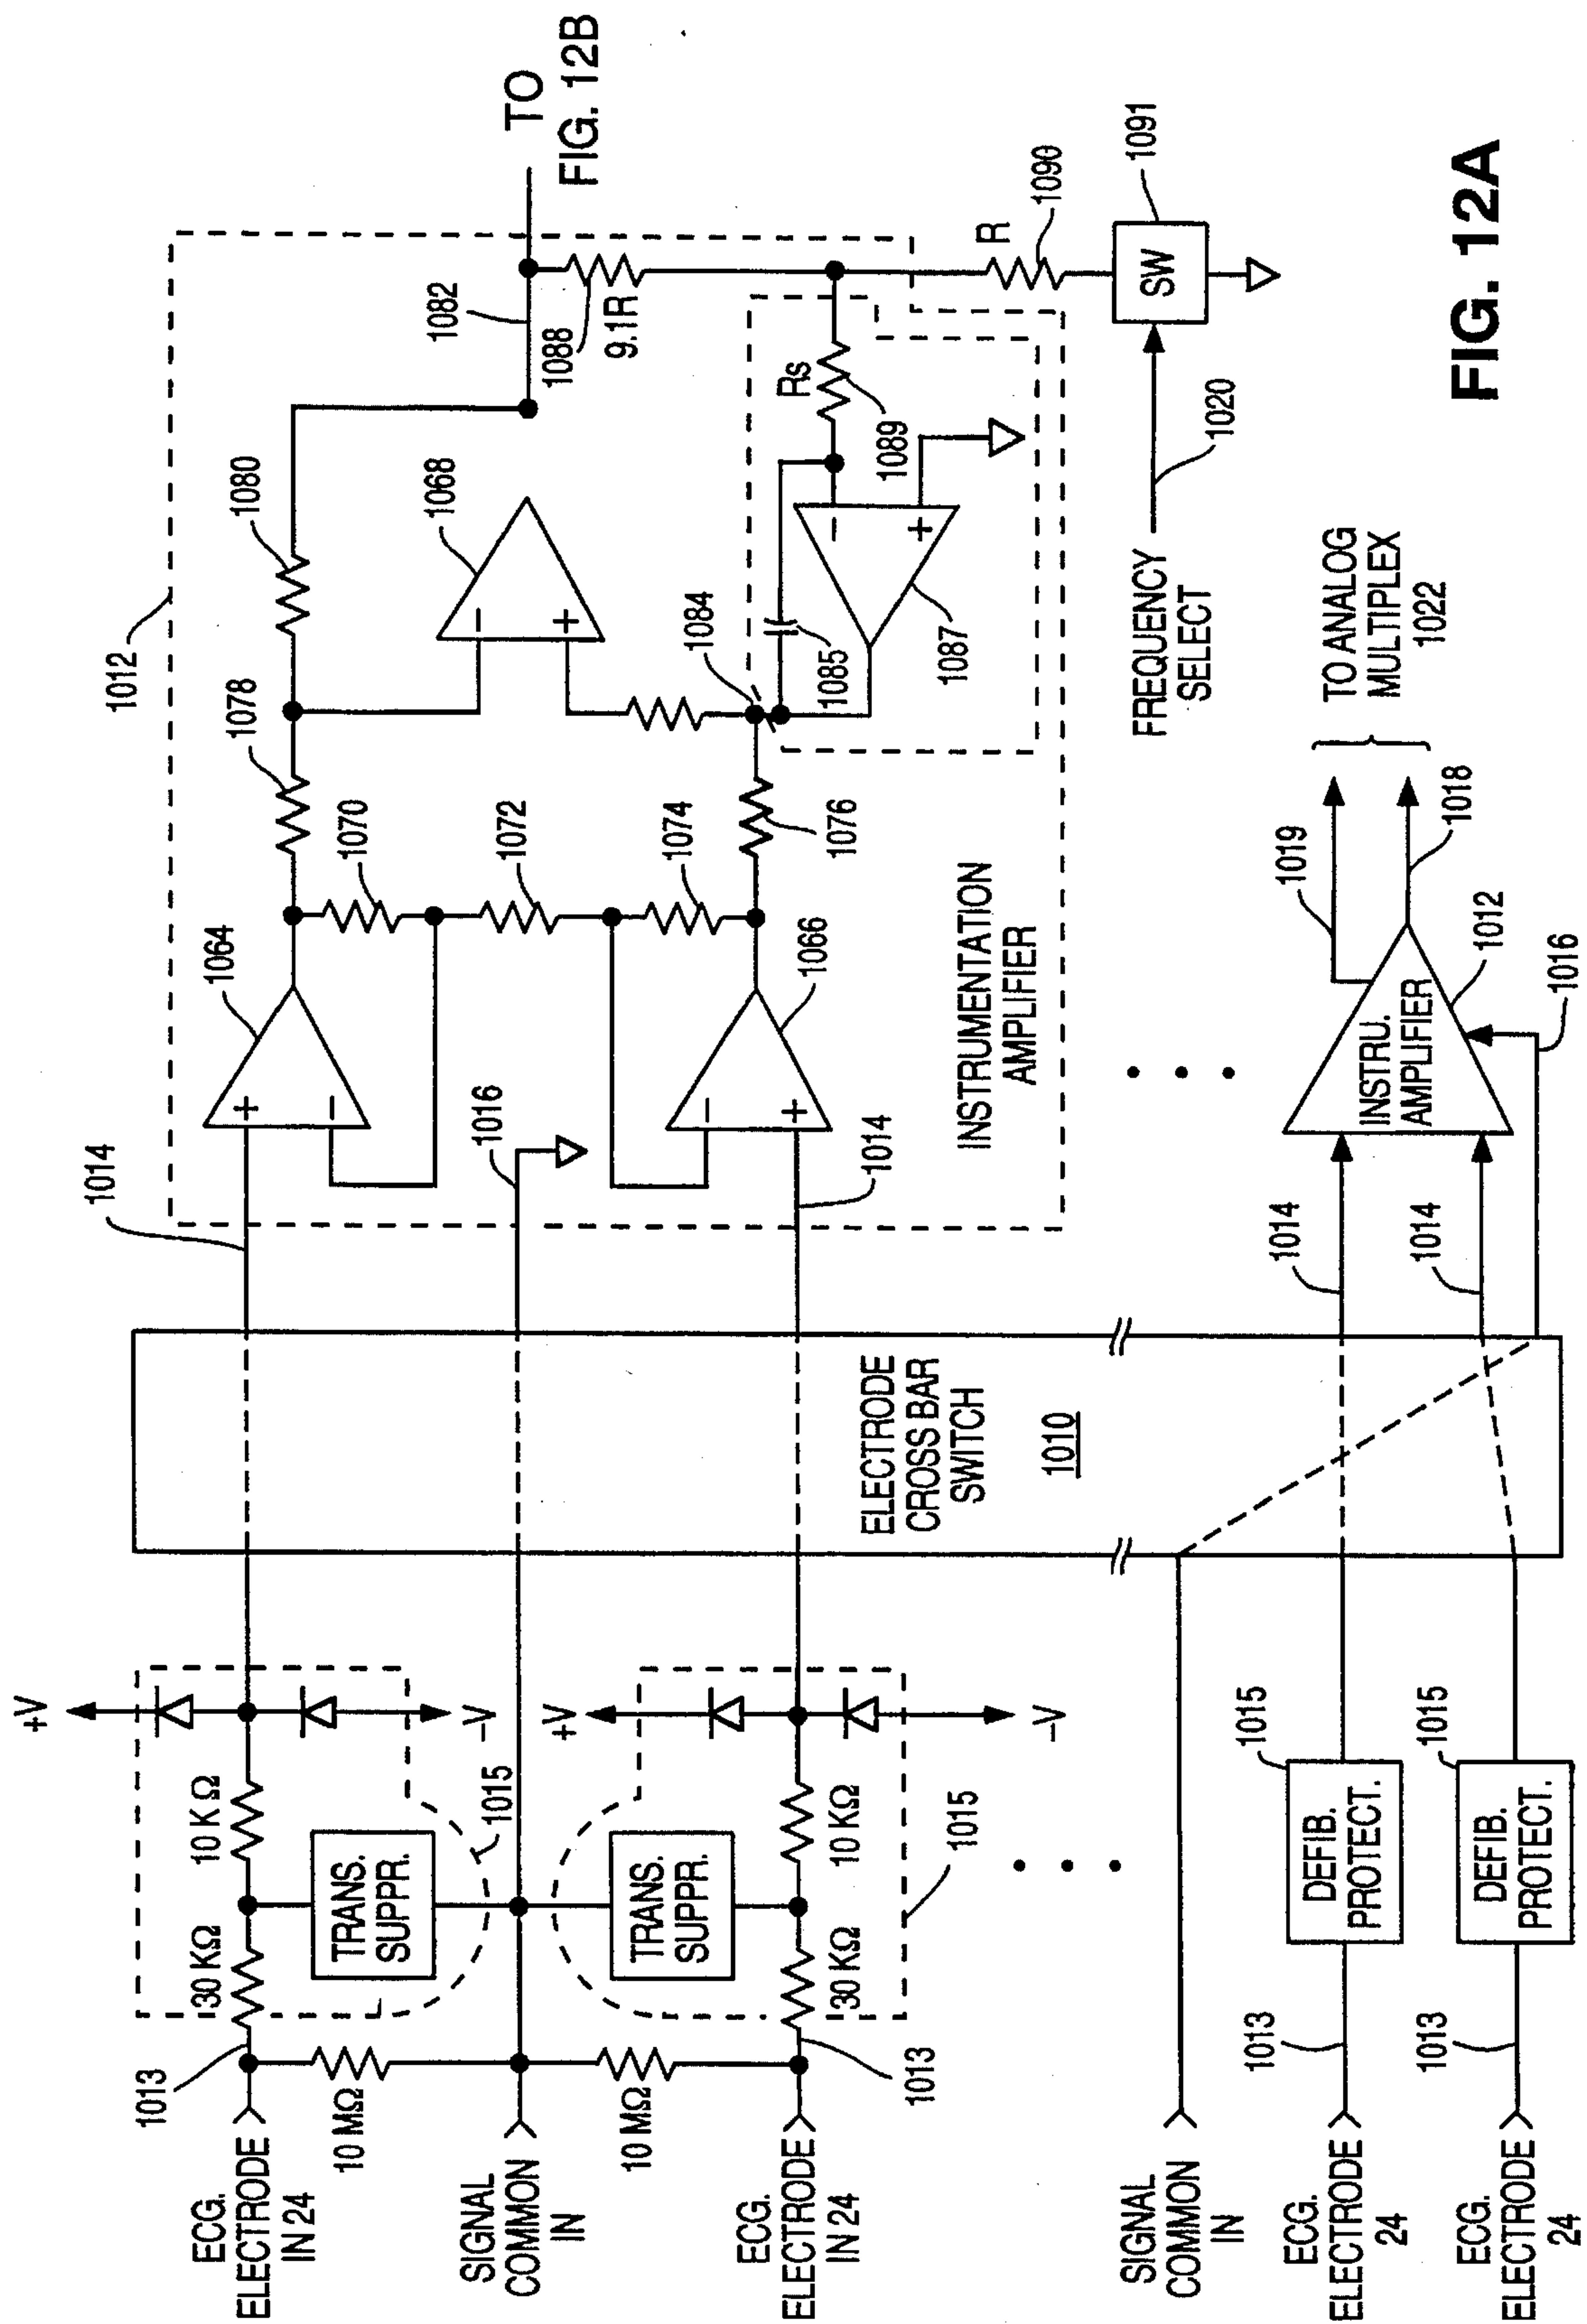 1012
1014
1064
1078
1080
1070
1068
1082
TO
FIG. 12B
1072
1088
9.1R
1016
1074
1084
1085
Rs
1089
1076
1087
1066
1014
INSTRUMENTATION
AMPLIFIER
R
1090
SW
1091
FREQUENCY
SELECT
1020
+
−
−
+
−
+
−
+
ECG.
ELECTRODE
IN 24
1013
30 KΩ
10 K Ω
+V
−V
TRANS.
SUPPR.
1015
10 MΩ
SIGNAL
COMMON
IN
10 MΩ
TRANS.
SUPPR.
+V
−V
1015
ECG.
ELECTRODE
IN 24
1013
30 KΩ
10 KΩ
ELECTRODE
CROSS BAR
SWITCH
1010
SIGNAL
COMMON
IN
ECG.
ELECTRODE
24
1013
DEFIB.
PROTECT.
1015
ECG.
ELECTRODE
24
1013
DEFIB.
PROTECT.
1015
1014
1014
INSTRU.
AMPLIFIER
1012
1016
1019
1018
TO ANALOG
MULTIPLEX
1022
FIG. 12A